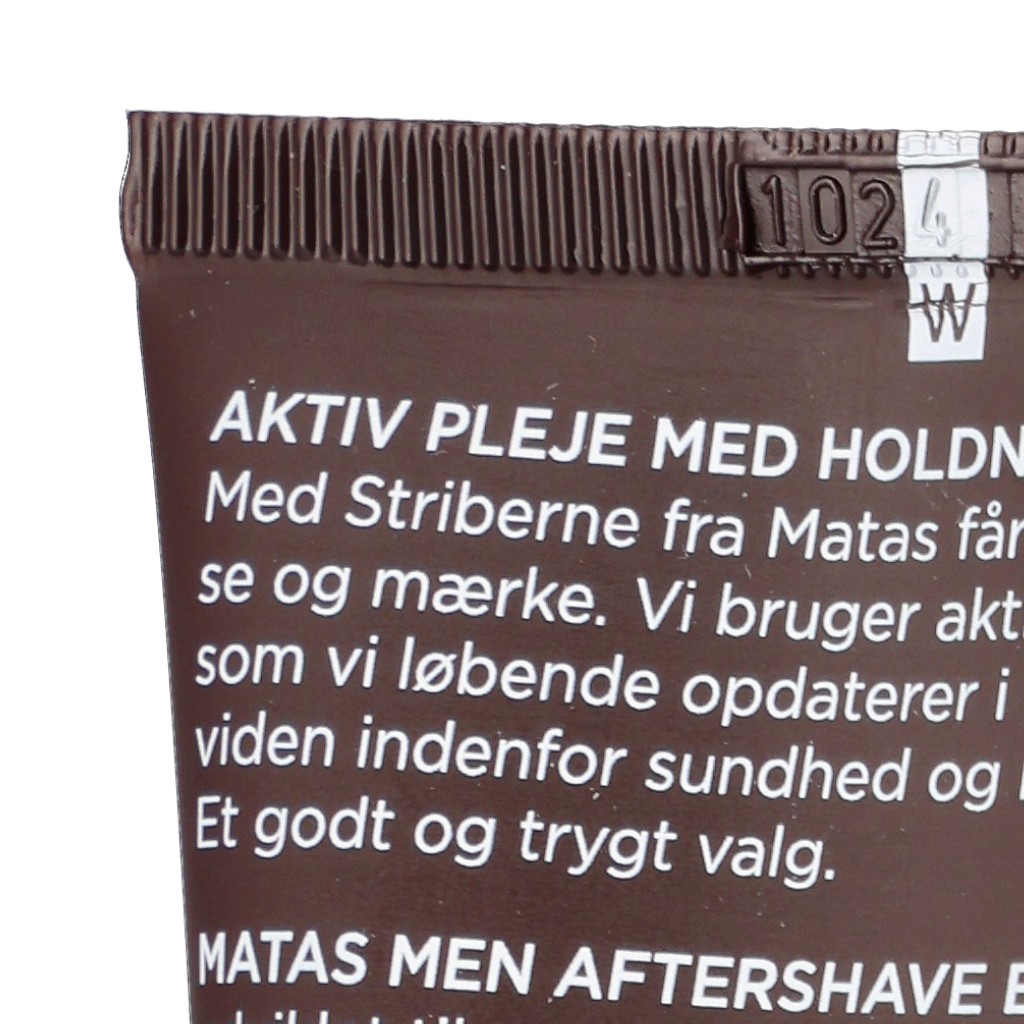 1024
W
AKTIV PLEJE MED HOLDN
Med Striberne fra Matas får
se og mærke. Vi bruger akt
som vi løbende opdaterer i
viden indenfor sundhed og
Et godt og trygt valg.
MATAS MEN AFTERSHAVE